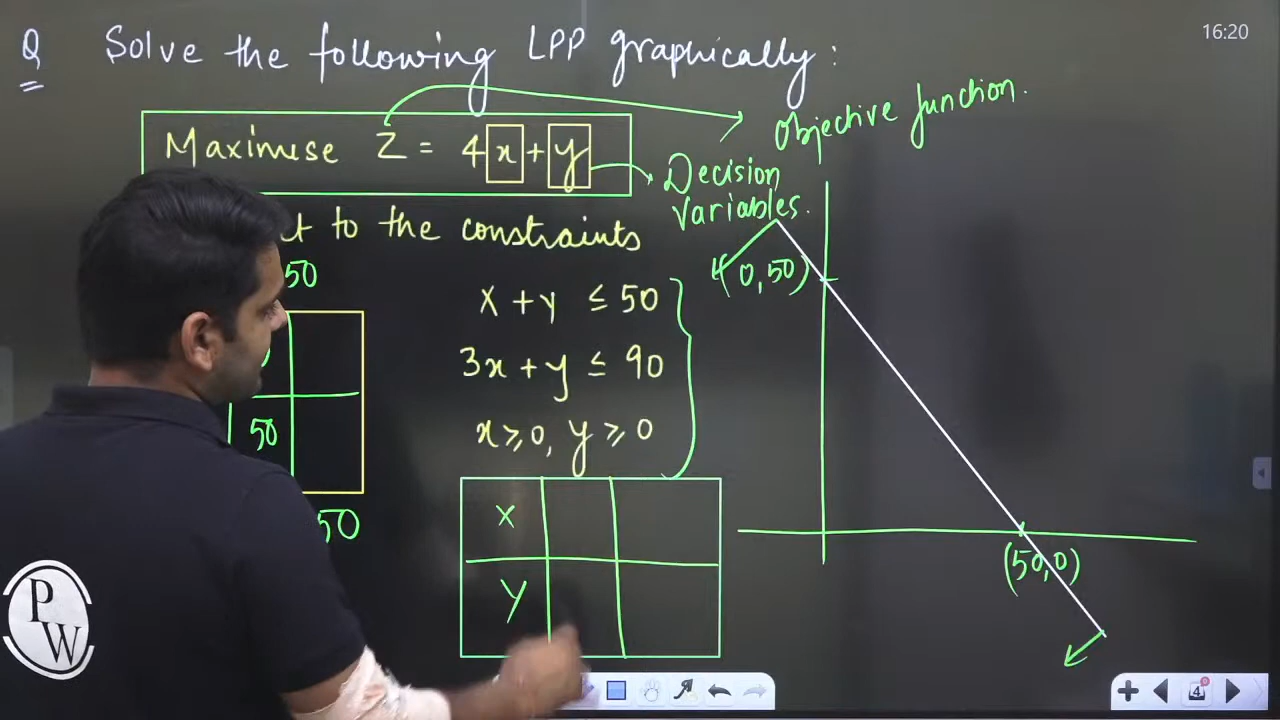 16:20
Q Solve the following LPP graphically :
Objective function.
Maximise Z = 4x + y
Decision
Variables.
to the constraints
50
(0,50)
x + y ≤ 50
3x + y ≤ 90
50
x ≥ 0, y ≥ 0
50
X
(50,0)
Y
PW
4